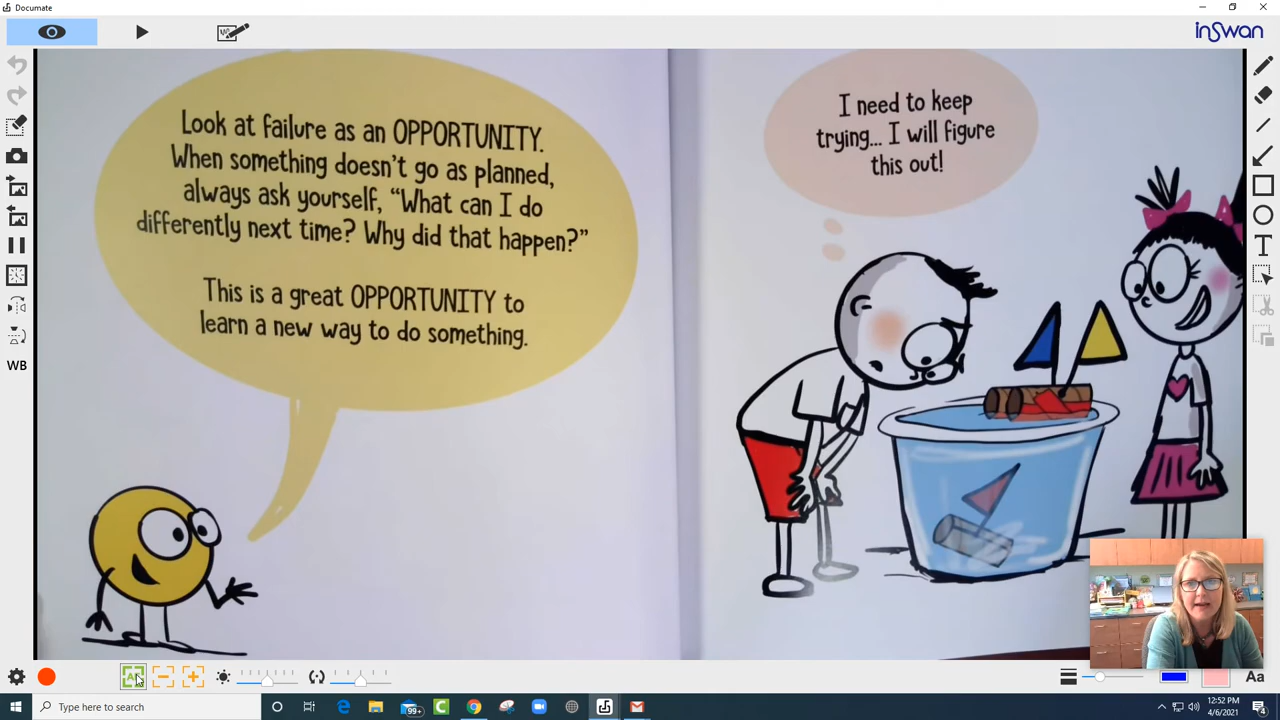 Documate
inswan
Look at failure as an OPPORTUNITY.
When something doesn't go as planned,
always ask yourself, "What can I do
differently next time? Why did that happen?"
This is a great OPPORTUNITY to
learn a new way to do something.
I need to keep
trying... I will figure
this out!
T
WB
Aa
Type here to search
99+
12:52 PM
4/6/2021
4